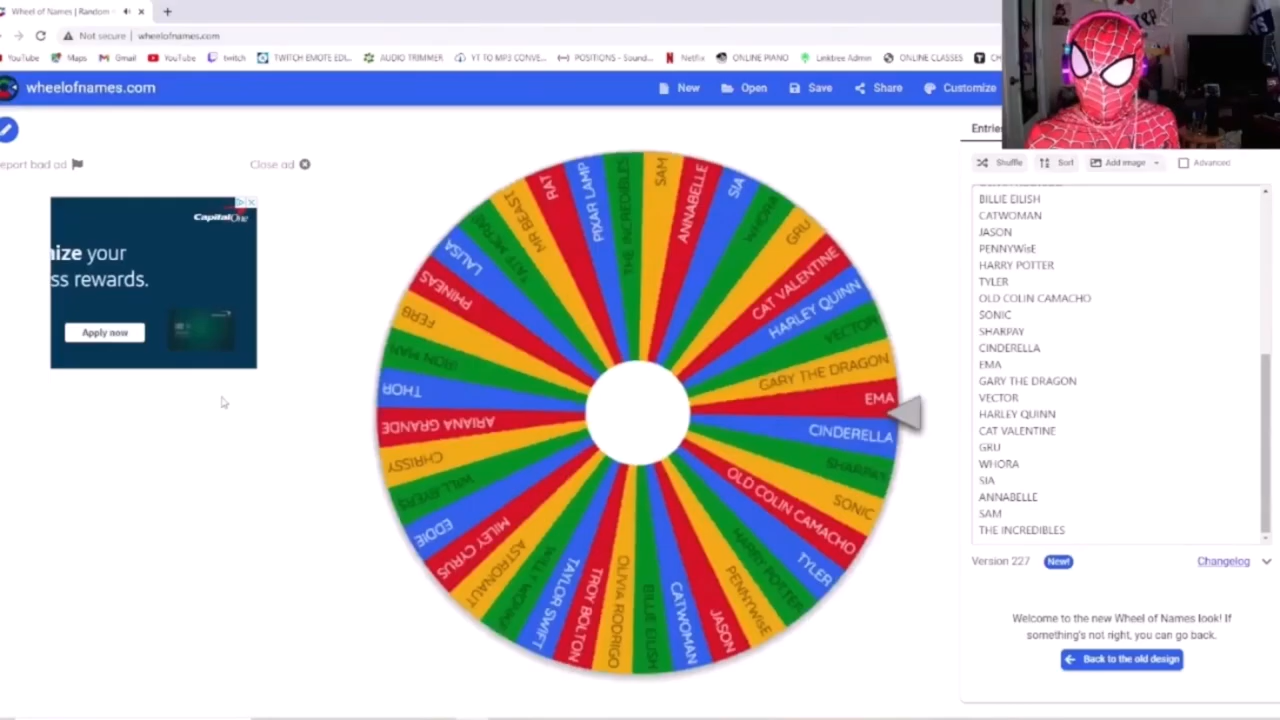 Wheel of Names | Random
Not secure | wheelofnames.com
YouTube Maps Gmail YouTube twitch TWITCH EMOTE EDI... AUDIO TRIMMER YT TO MP3 CONVE... POSITIONS - Sound... Netflix ONLINE PIANO Linktree Admin ONLINE CLASSES
wheelofnames.com New Open Save Share Customize
Entrie
eport bad ad Close ad
Shuffle Sort Add image Advanced
CapitalOne
nize your
ss rewards.
Apply now
SAM
ANNABELLE
SIA
WHORA
GRU
CAT VALENTINE
HARLEY QUINN
VECTOR
GARY THE DRAGON
EMA
CINDERELLA
SHARPAY
SONIC
OLD COLIN CAMACHO
TYLER
HARRY POTTER
PENNYWisE
JASON
CATWOMAN
BILLIE EILISH
OLIVIA RODRIGO
TROY BOLTON
TAYLOR SWIFT
WILLY WONKA
ASTRONAUT
MILEY CYRUS
EDDIE
WILL BYERS
CHRISSY
ARIANA GRANDE
THOR
IRON MAN
FERB
PHINEAS
LALISA
TATE MCRAE
MR BEAST
RAT
PIXAR LAMP
THE INCREDIBLES
BILLIE EILISH
CATWOMAN
JASON
PENNYWisE
HARRY POTTER
TYLER
OLD COLIN CAMACHO
SONIC
SHARPAY
CINDERELLA
EMA
GARY THE DRAGON
VECTOR
HARLEY QUINN
CAT VALENTINE
GRU
WHORA
SIA
ANNABELLE
SAM
THE INCREDIBLES
Version 227 New! Changelog
Welcome to the new Wheel of Names look! If
something's not right, you can go back.
Back to the old design